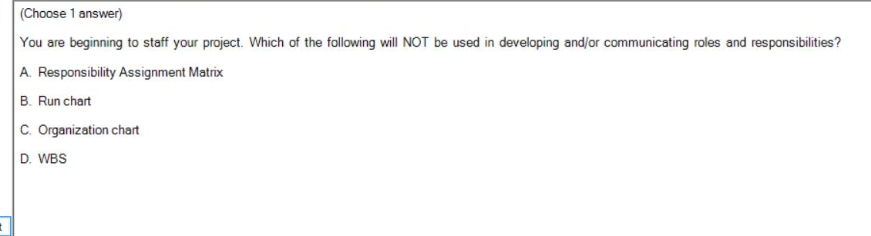 (Choose 1 answer)
You are beginning to staff your project. Which of the following will NOT be used in developing and/or communicating roles and responsibilities?
A. Responsibility Assignment Matrix
B. Run chart
C. Organization chart
D. WBS
t